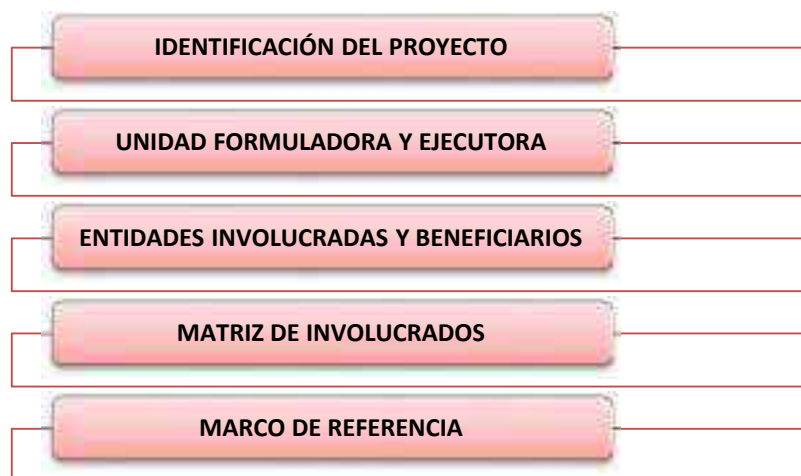 IDENTIFICACIÓN DEL PROYECTO
UNIDAD FORMULADORA Y EJECUTORA
ENTIDADES INVOLUCRADAS Y BENEFICIARIOS
MATRIZ DE INVOLUCRADOS
MARCO DE REFERENCIA